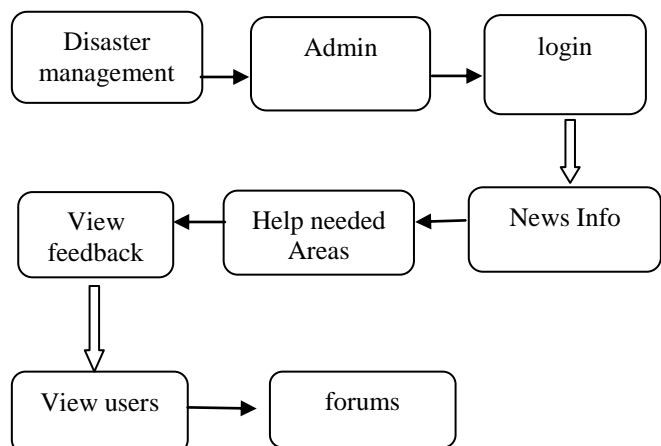 Disaster
management
Admin
login
News Info
Help needed
Areas
View
feedback
View users
forums